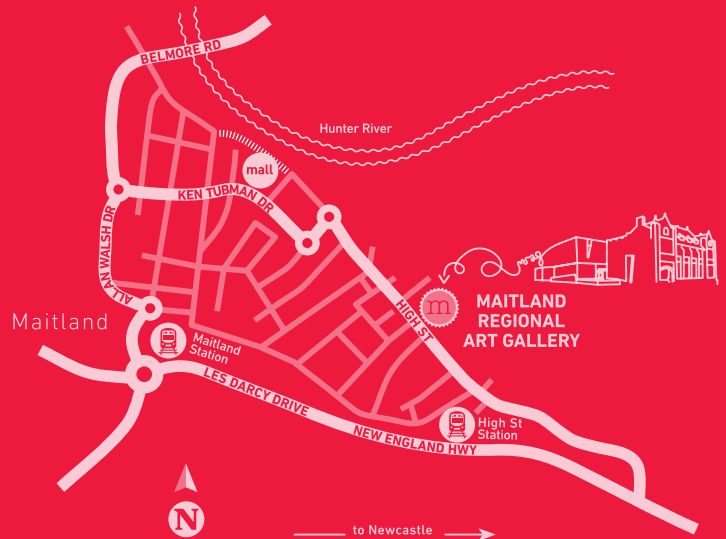 BELMORE RD
Hunter River
mall
KEN TUBMAN DR
ALLAN WALSH DR
m
MAITLAND
REGIONAL
ART GALLERY
HIGH ST
Maitland
Maitland
Station
LES DARCY DRIVE
High St
Station
NEW ENGLAND HWY
N
to Newcastle